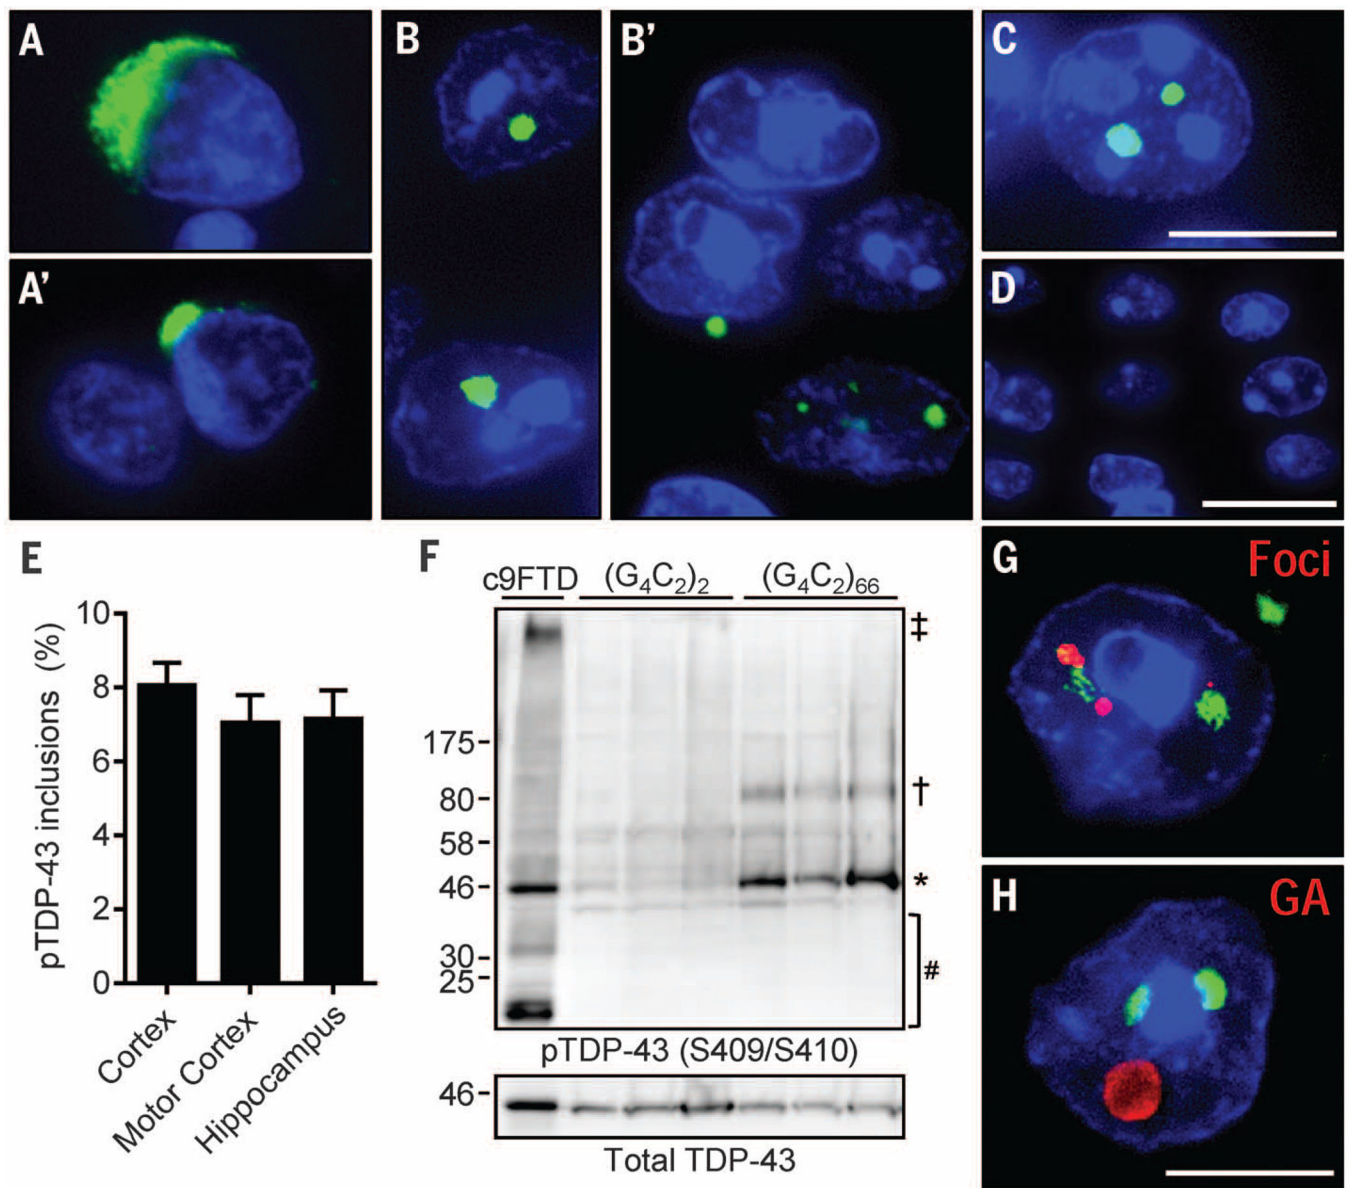 A
B
B’
C
A’
D
E
pTDP-43 inclusions (%)
10
8
6
4
2
0
Cortex
Motor Cortex
Hippocampus
F
c9FTD (G₄C₂)₂ (G₄C₂)₆₆
175
80
58
46
30
25
‡
†
*
#
pTDP-43 (S409/S410)
46
Total TDP-43
G Foci
H GA